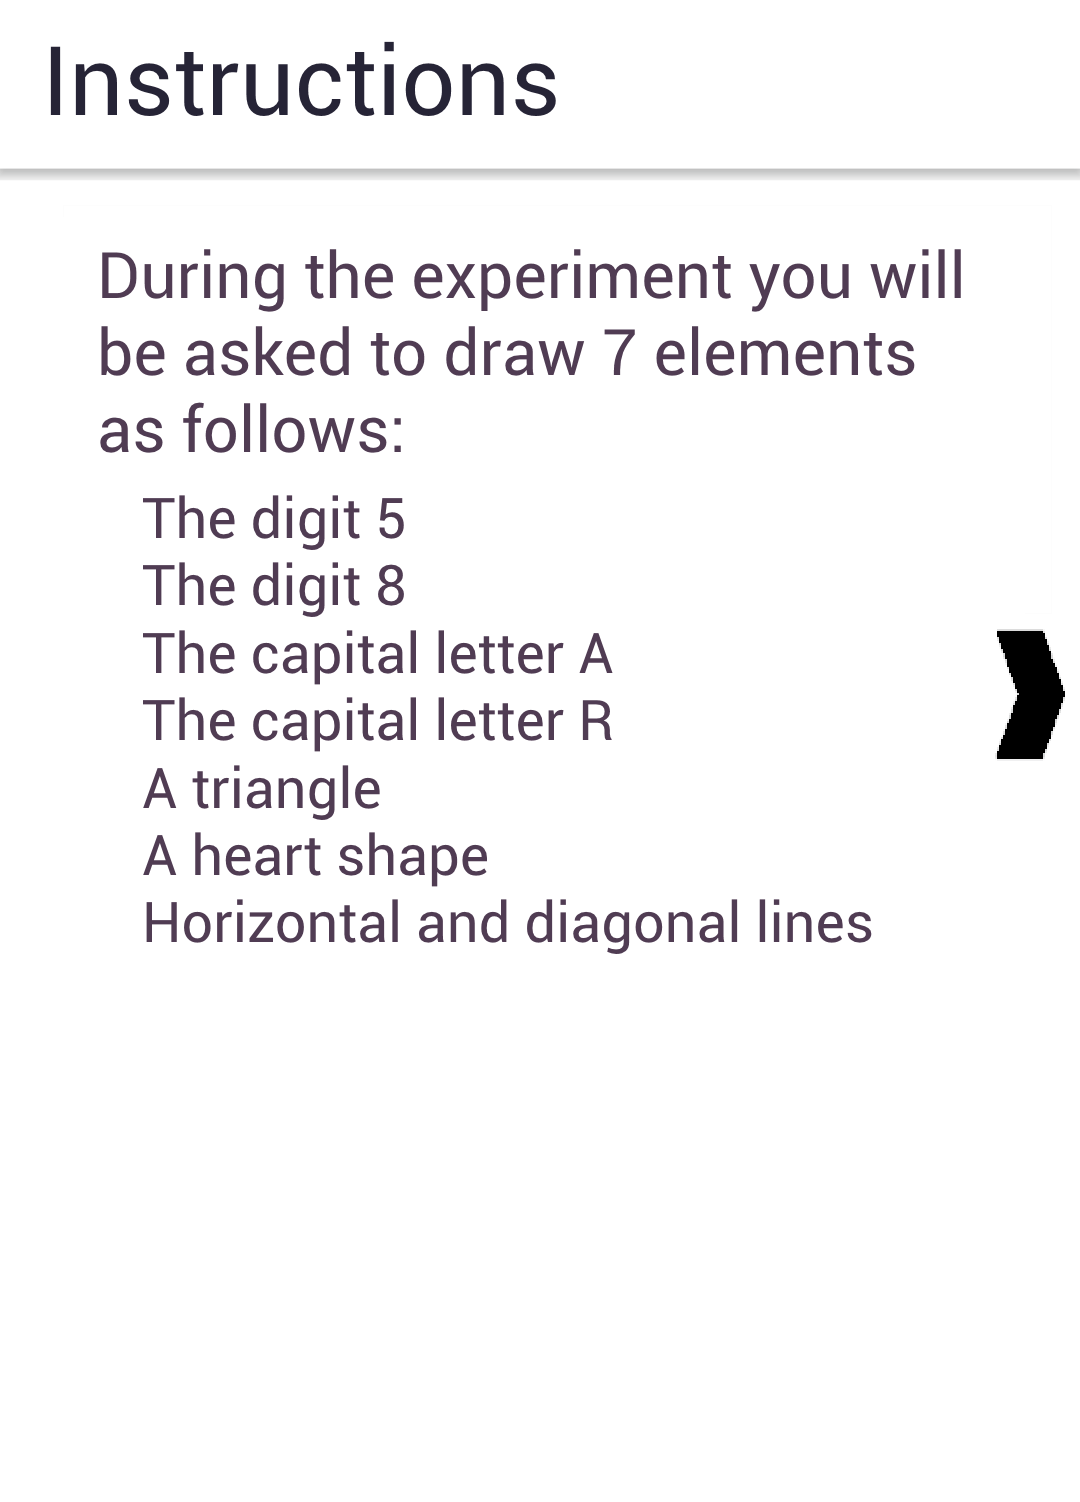 Instructions
During the experiment you will
be asked to draw 7 elements
as follows:
The digit 5
The digit 8
The capital letter A
The capital letter R
A triangle
A heart shape
Horizontal and diagonal lines